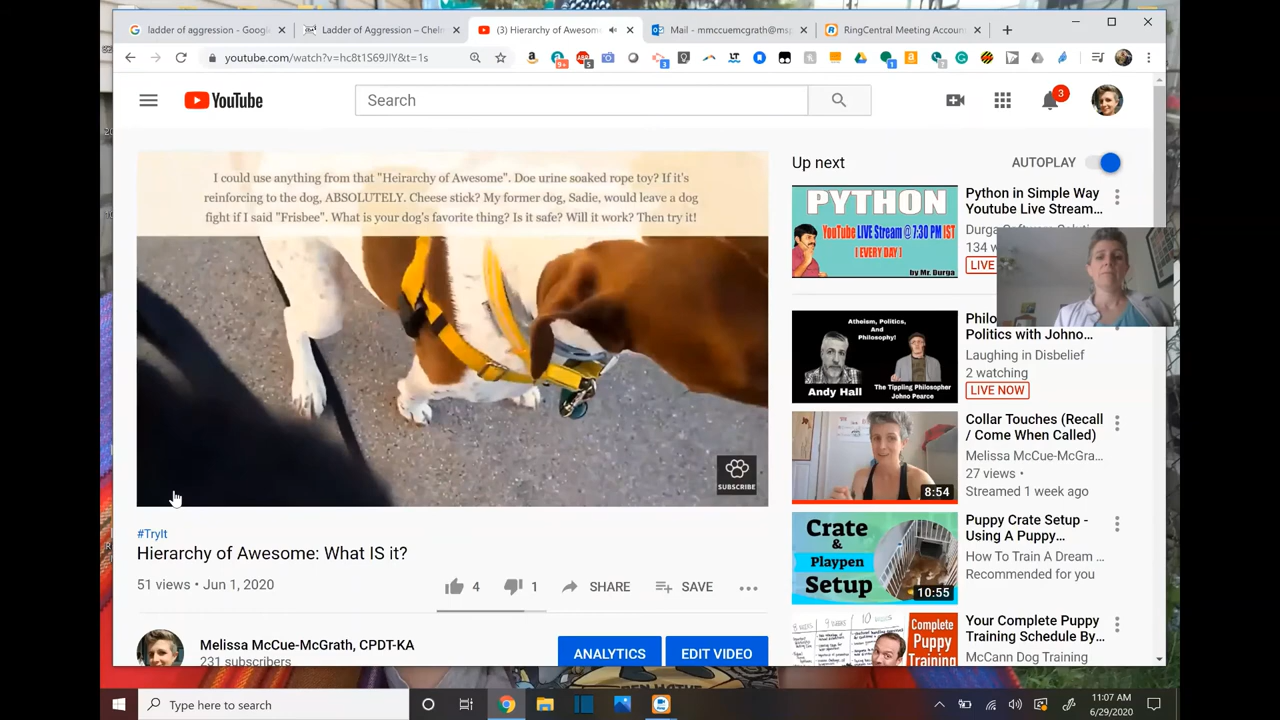 ladder of aggression - Google
Ladder of Aggression – Cheln
(3) Hierarchy of Awesom
Mail - mmccuemcgrath@ms
RingCentral Meeting Accoun
youtube.com/watch?v=hc8t1S69JlY&t=1s
YouTube
Search
3
I could use anything from that "Heirarchy of Awesome". Doe urine soaked rope toy? If it's
reinforcing to the dog, ABSOLUTELY. Cheese stick? My former dog, Sadie, would leave a dog
fight if I said "Frisbee". What is your dog's favorite thing? Is it safe? Will it work? Then try it!
SUBSCRIBE
#TryIt
Hierarchy of Awesome: What IS it?
51 views • Jun 1, 2020
4
1
SHARE
SAVE
Melissa McCue-McGrath, CPDT-KA
231 subscribers
ANALYTICS
EDIT VIDEO
Up next
AUTOPLAY
PYTHON
YouTube LIVE Stream @ 7:30 PM IST
[ EVERY DAY ]
by Mr. Durga
Python in Simple Way
Youtube Live Stream...
134 w
LIVE
Atheism, Politics,
And
Philosophy!
Andy Hall
The Tippling Philosopher
Johno Pearce
Philo
Politics with Johno...
Laughing in Disbelief
2 watching
LIVE NOW
8:54
Collar Touches (Recall
/ Come When Called)
Melissa McCue-McGra...
27 views •
Streamed 1 week ago
Crate
&
Playpen
Setup
10:55
Puppy Crate Setup -
Using A Puppy...
How To Train A Dream ...
Recommended for you
Complete
Puppy
Training
Your Complete Puppy
Training Schedule By...
McCann Dog Training
Type here to search
11:07 AM
6/29/2020